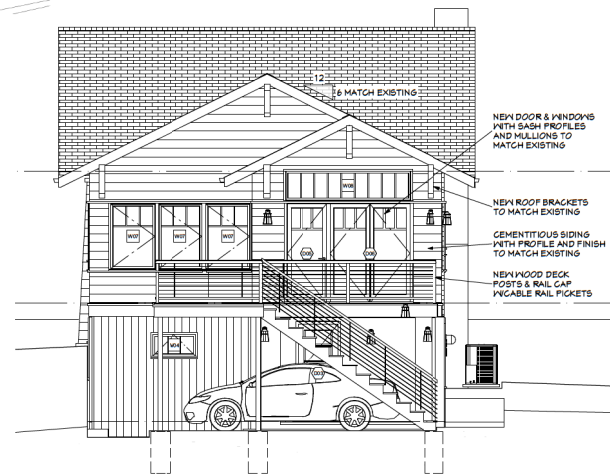 12
6 MATCH EXISTING
NEW DOOR & WINDOWS
WITH SASH PROFILES
AND MULLIONS TO
MATCH EXISTING
W08
NEW ROOF BRACKETS
TO MATCH EXISTING
W07
W07
W07
CEMENTITIOUS SIDING
WITH PROFILE AND FINISH
TO MATCH EXISTING
NEW WOOD DECK
POSTS & RAIL CAP
W/CABLE RAIL PICKETS
W04